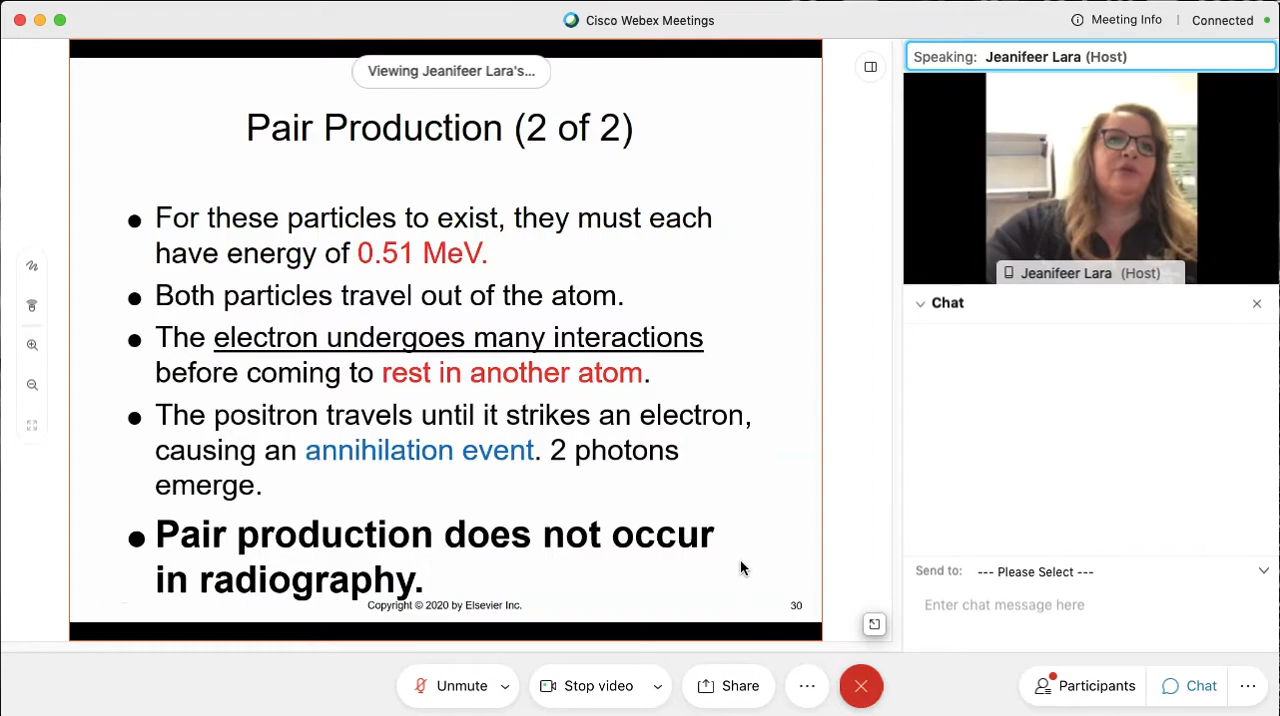 Cisco Webex Meetings
Meeting Info
Connected
Viewing Jeanifeer Lara's...
Pair Production (2 of 2)
● For these particles to exist, they must each
have energy of 0.51 MeV.
● Both particles travel out of the atom.
● The electron undergoes many interactions
before coming to rest in another atom.
● The positron travels until it strikes an electron,
causing an annihilation event. 2 photons
emerge.
● Pair production does not occur
in radiography.
Copyright © 2020 by Elsevier Inc.
30
Speaking: Jeanifeer Lara (Host)
Jeanifeer Lara (Host)
Chat
Send to: --- Please Select ---
Enter chat message here
Unmute
Stop video
Share
Participants
Chat